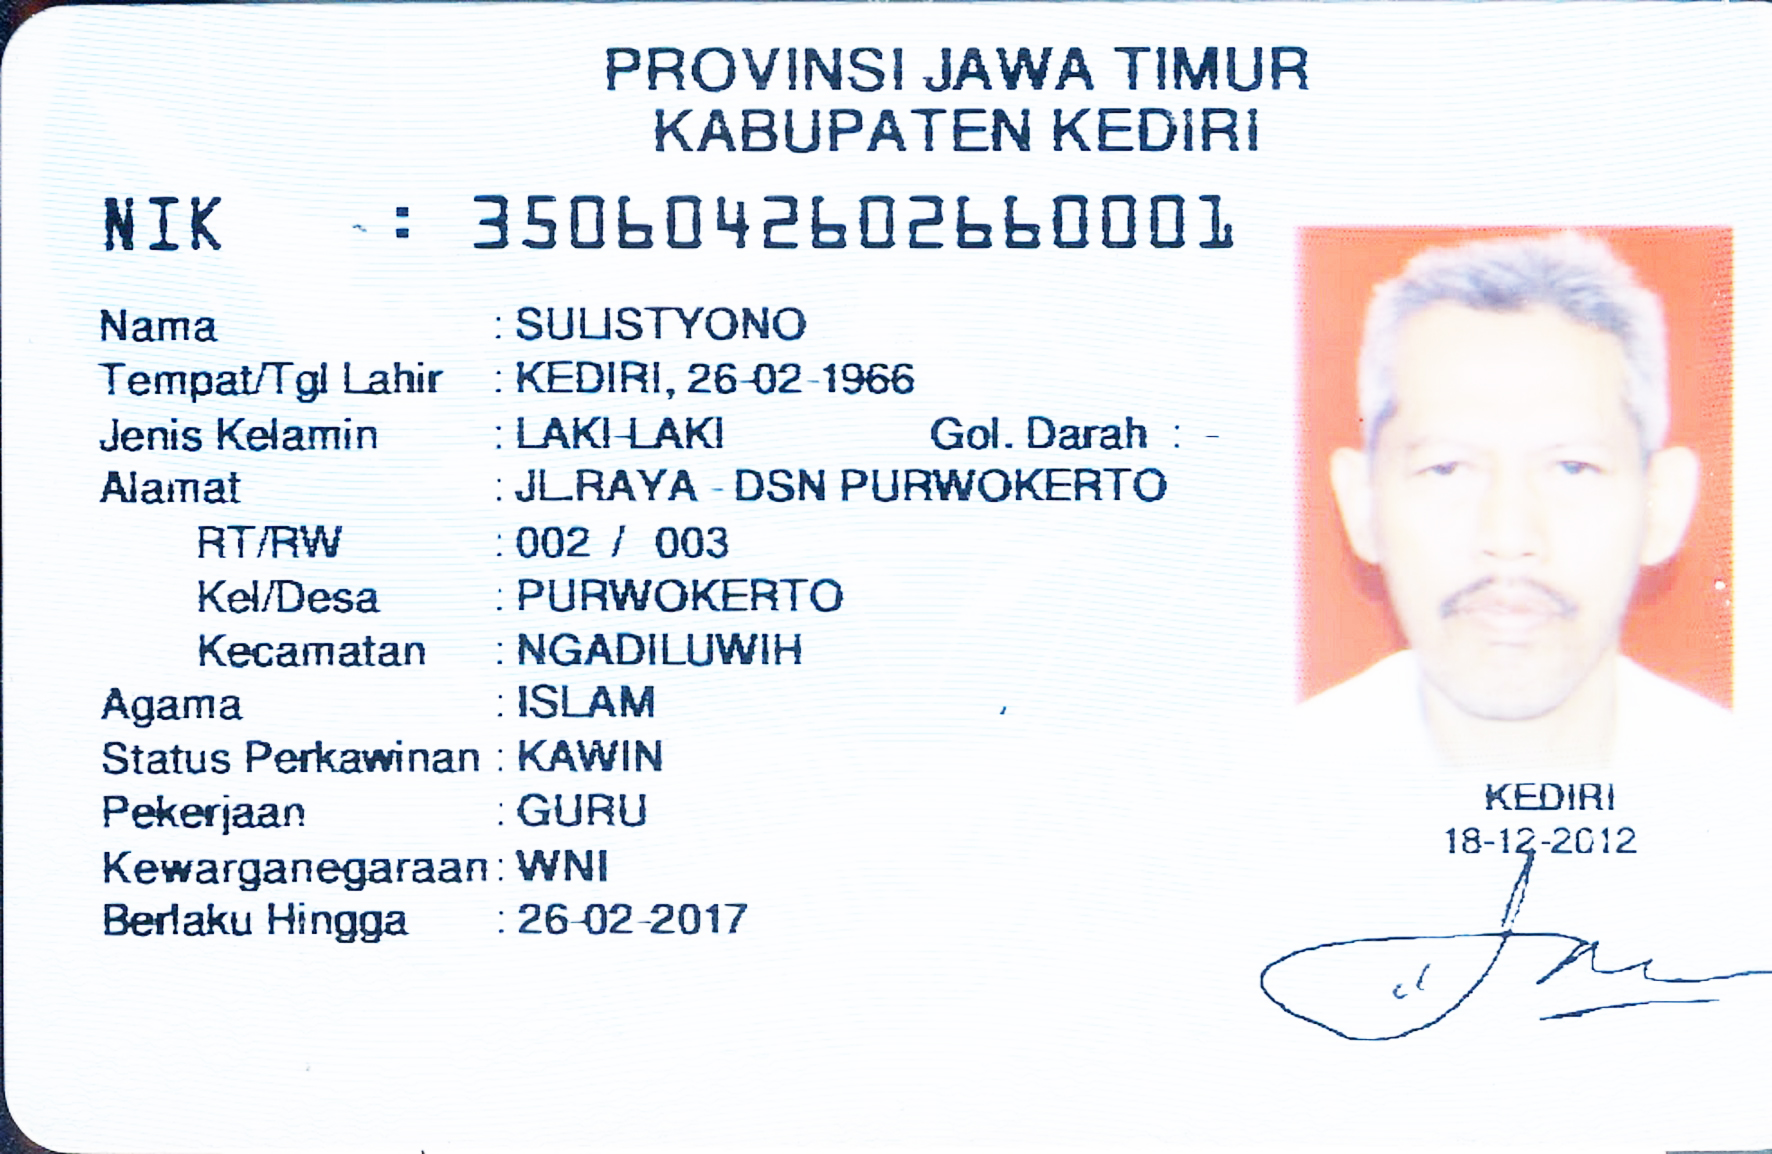 PROVINSI JAWA TIMUR
KABUPATEN KEDIRI
NIK : 3506042602660001
Nama : SULISTYONO
Tempat/Tgl Lahir : KEDIRI, 26-02-1966
Jenis Kelamin : LAKI-LAKI Gol. Darah : -
Alamat : JL.RAYA - DSN PURWOKERTO
RT/RW : 002 / 003
Kel/Desa : PURWOKERTO
Kecamatan : NGADILUWIH
Agama : ISLAM
Status Perkawinan : KAWIN
Pekerjaan : GURU
Kewarganegaraan : WNI
Berlaku Hingga : 26-02-2017
KEDIRI
18-12-2012